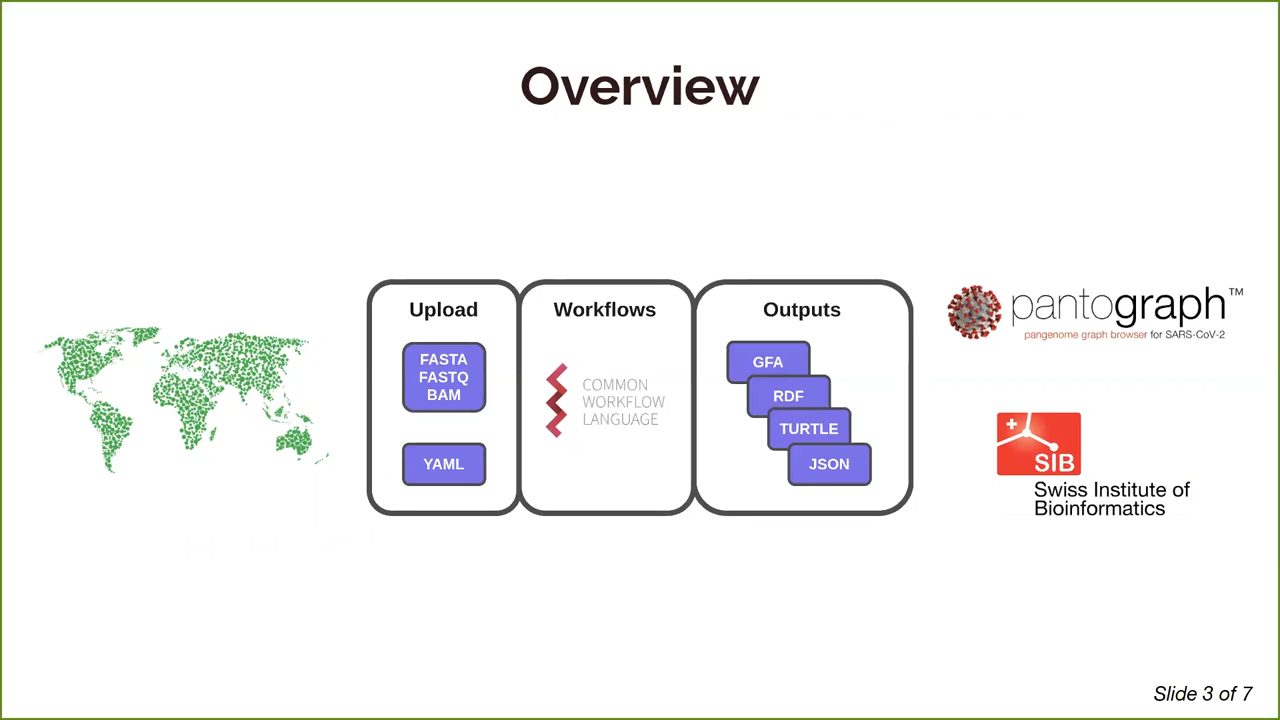 Overview
Upload
FASTA
FASTQ
BAM
YAML
Workflows
COMMON
WORKFLOW
LANGUAGE
Outputs
GFA
RDF
TURTLE
JSON
pantograph™
pangenome graph browser for SARS-CoV-2
SIB
Swiss Institute of
Bioinformatics
Slide 3 of 7